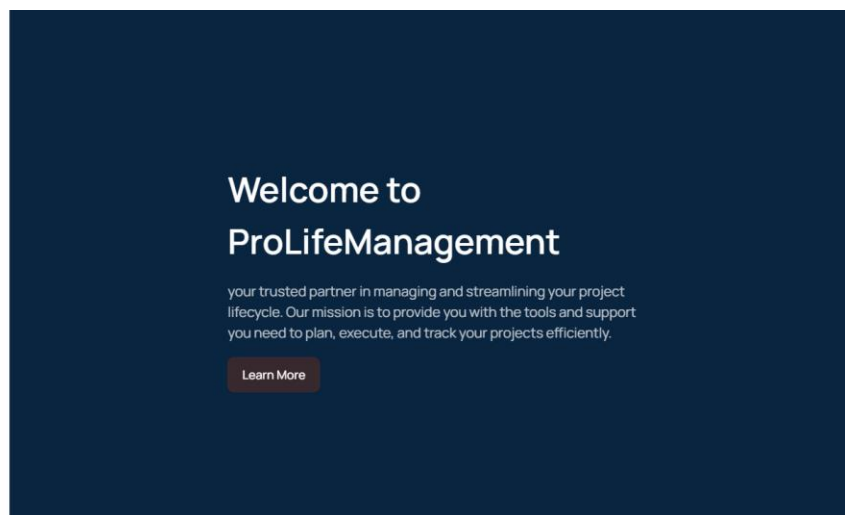 Welcome to
ProLifeManagement
your trusted partner in managing and streamlining your project
lifecycle. Our mission is to provide you with the tools and support
you need to plan, execute, and track your projects efficiently.
Learn More